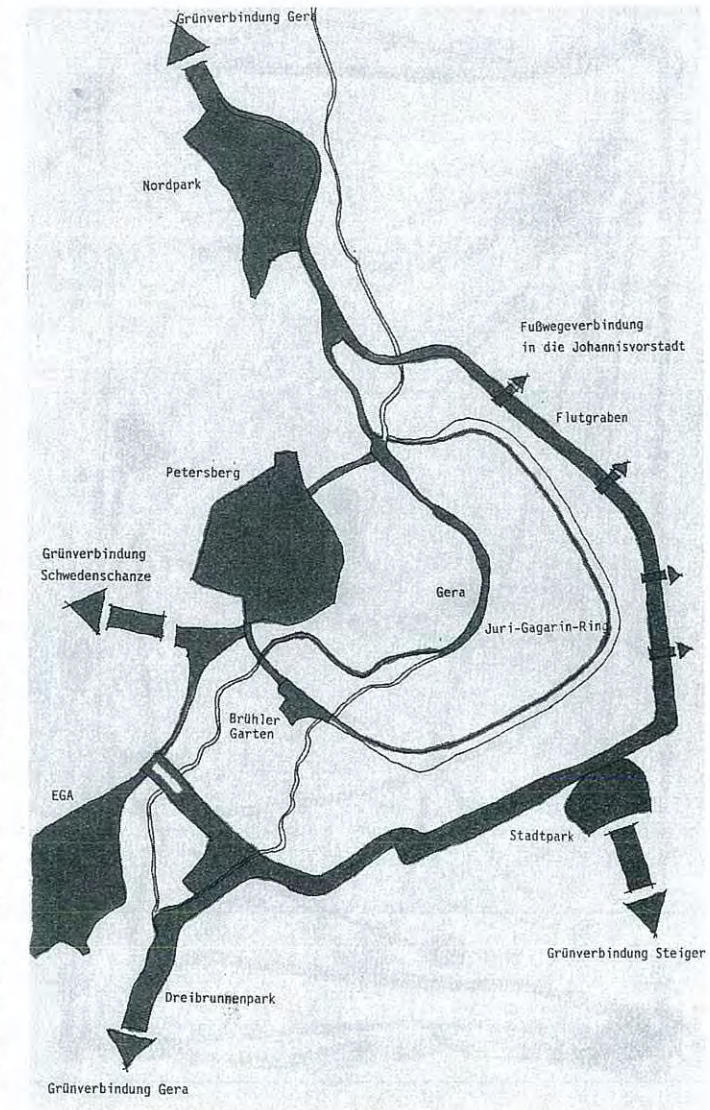 Grünverbindung Gera
Nordpark
Fußwegeverbindung
in die Johannisvorstadt
Flutgraben
Petersberg
Grünverbindung
Schwedenschanze
Gera
Juri-Gagarin-Ring
Brühler
Garten
EGA
Stadtpark
Grünverbindung Steiger
Dreibrunnenpark
Grünverbindung Gera